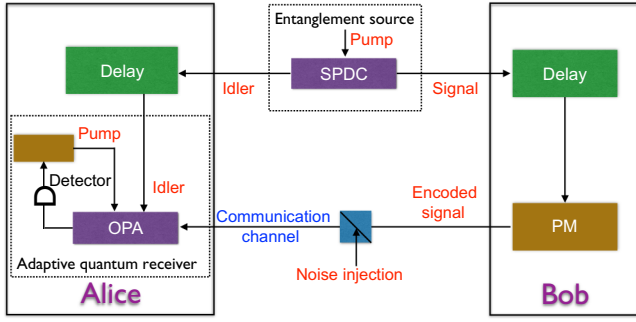 Entanglement source
Pump
Delay
SPDC
Delay
Idler
Signal
Pump
Detector
Idler
Encoded
signal
Communication
channel
OPA
PM
Adaptive quantum receiver
Noise injection
Alice
Bob